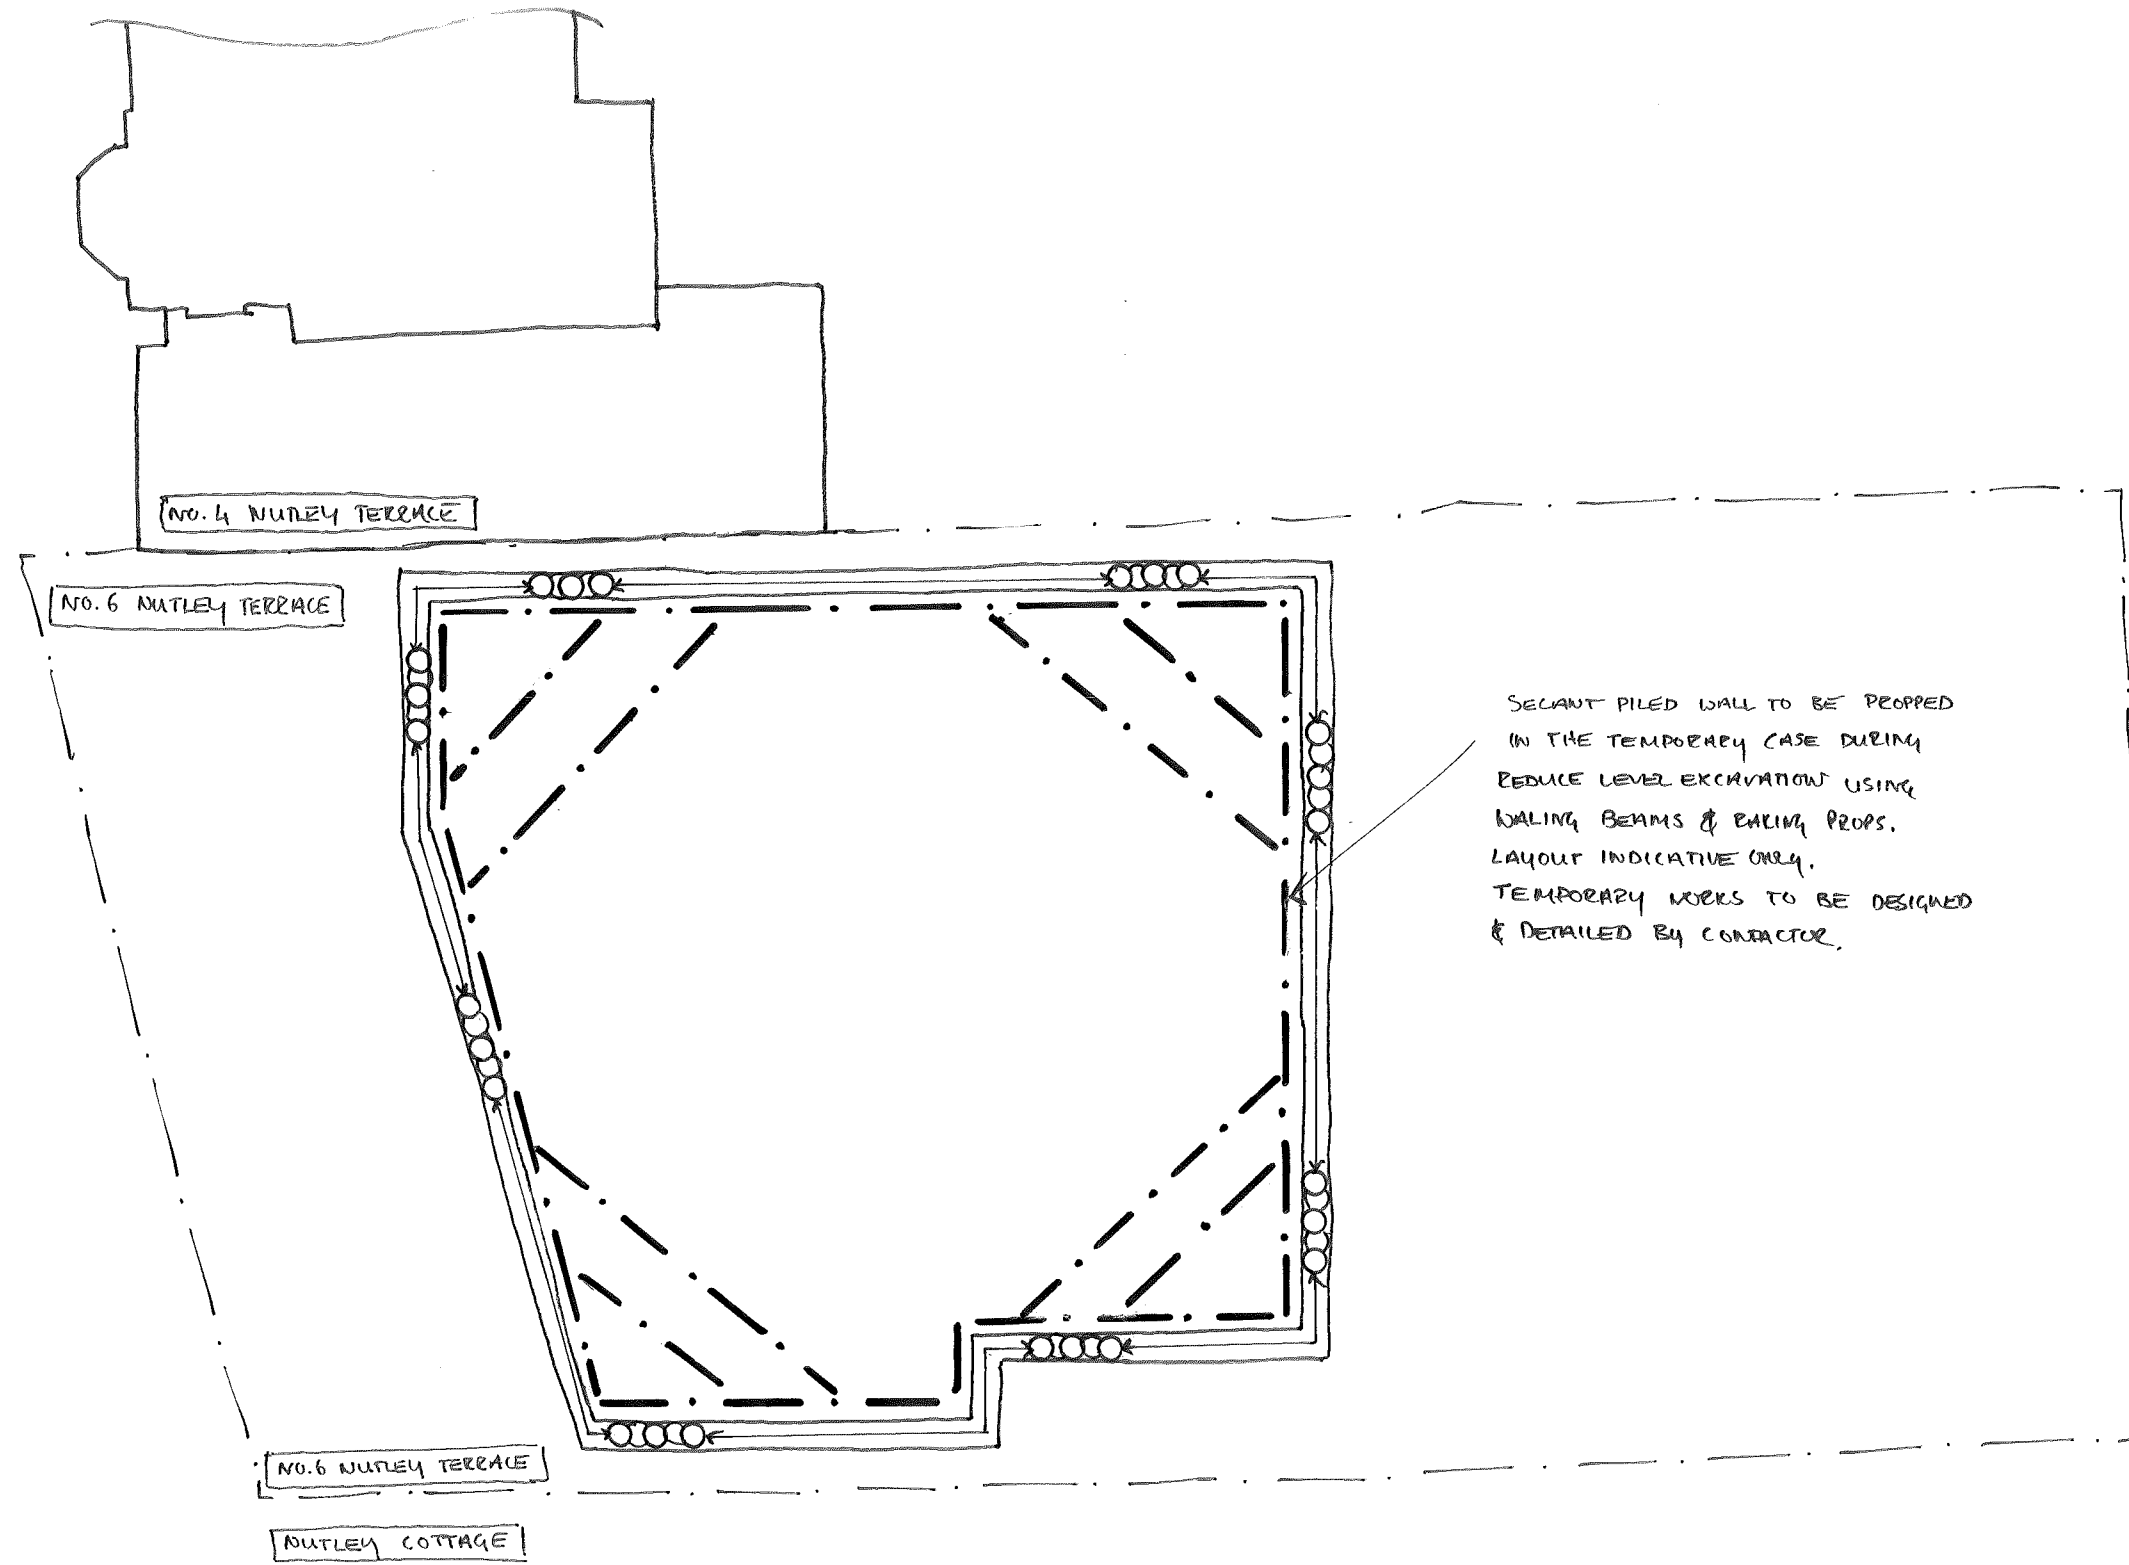 NO. 4 NUTLEY TERRACE
NO. 6 NUTLEY TERRACE
SECANT PILED WALL TO BE PROPPED
IN THE TEMPORARY CASE DURING
REDUCE LEVEL EXCAVATION USING
WALING BEAMS & RAKING PROPS.
LAYOUT INDICATIVE ONLY.
TEMPORARY WORKS TO BE DESIGNED
& DETAILED BY CONTACTOR.
NO. 6 NUTLEY TERRACE
NUTLEY COTTAGE